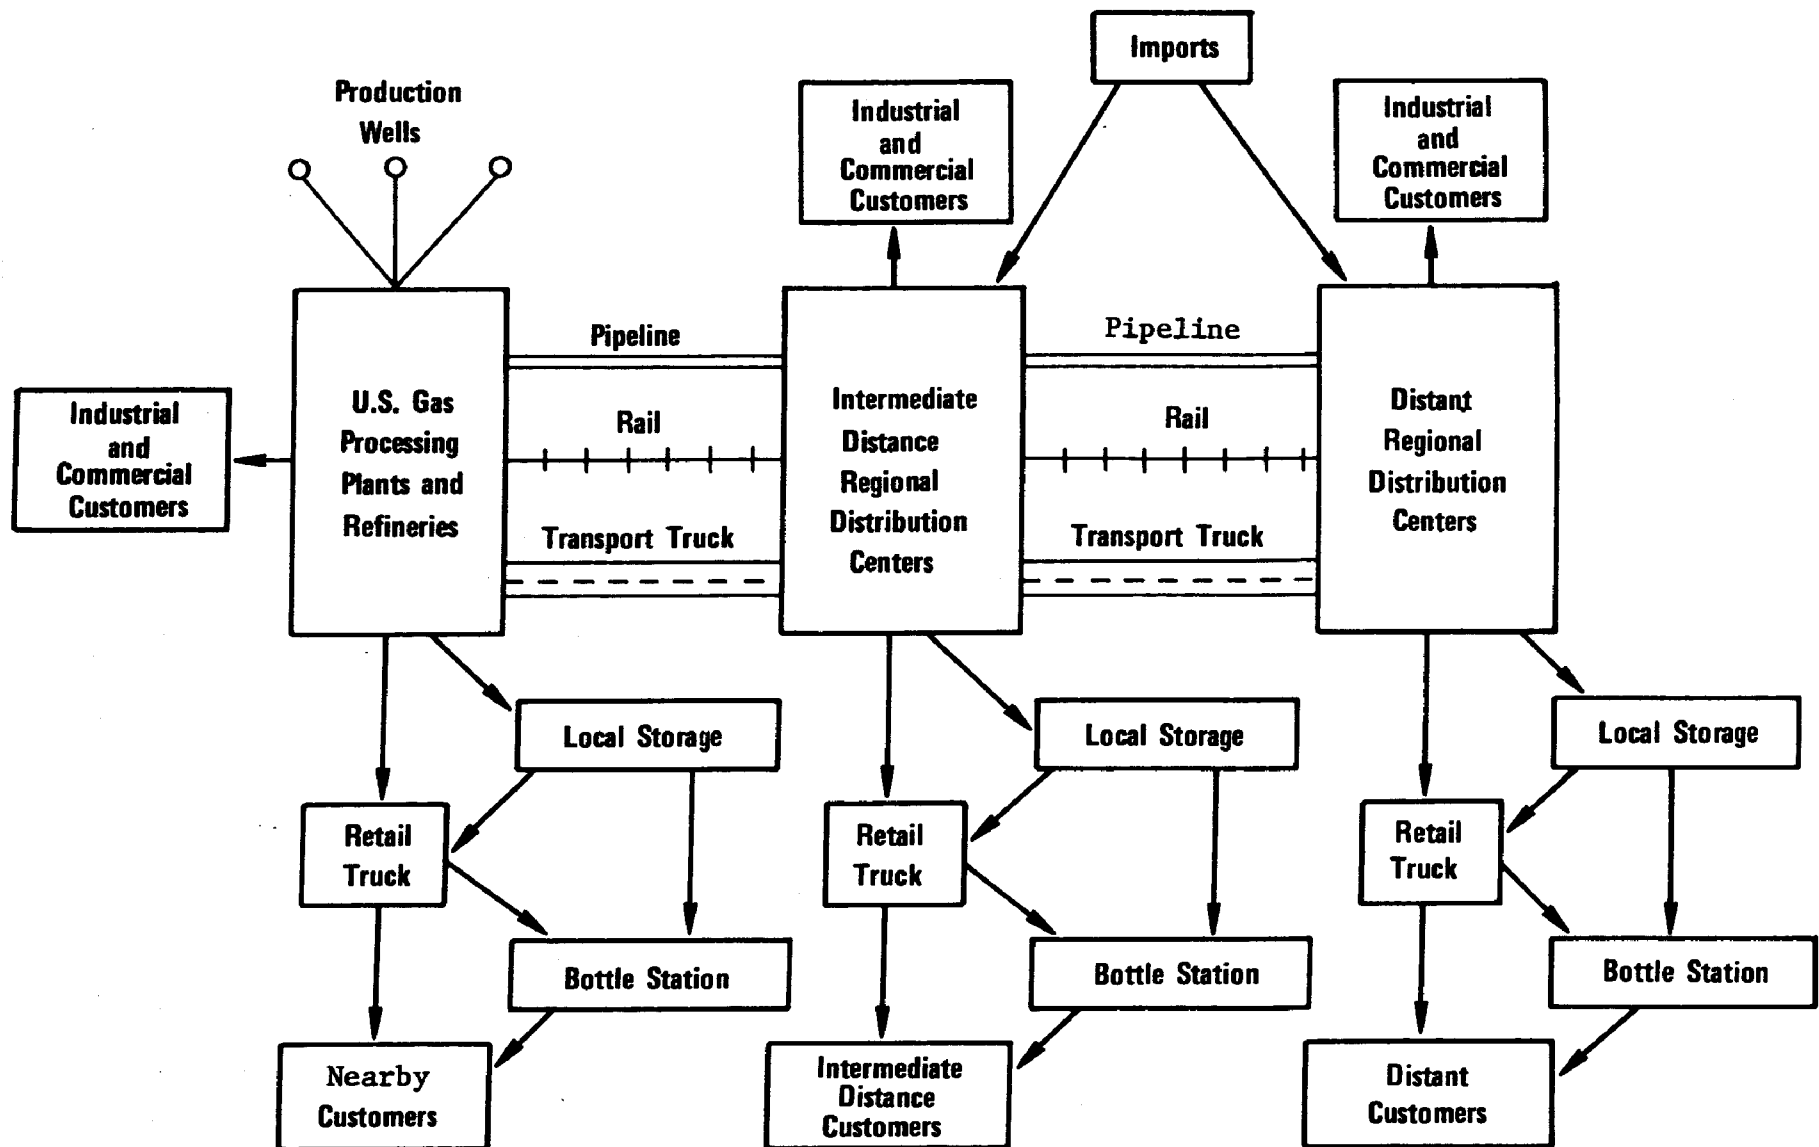 Imports
Production
Wells
Industrial
and
Commercial
Customers
Industrial
and
Commercial
Customers
Industrial
and
Commercial
Customers
U.S. Gas
Processing
Plants and
Refineries
Pipeline
Rail
Transport Truck
Intermediate
Distance
Regional
Distribution
Centers
Pipeline
Rail
Transport Truck
Distant
Regional
Distribution
Centers
Local Storage
Local Storage
Local Storage
Retail
Truck
Retail
Truck
Retail
Truck
Bottle Station
Bottle Station
Bottle Station
Nearby
Customers
Intermediate
Distance
Customers
Distant
Customers